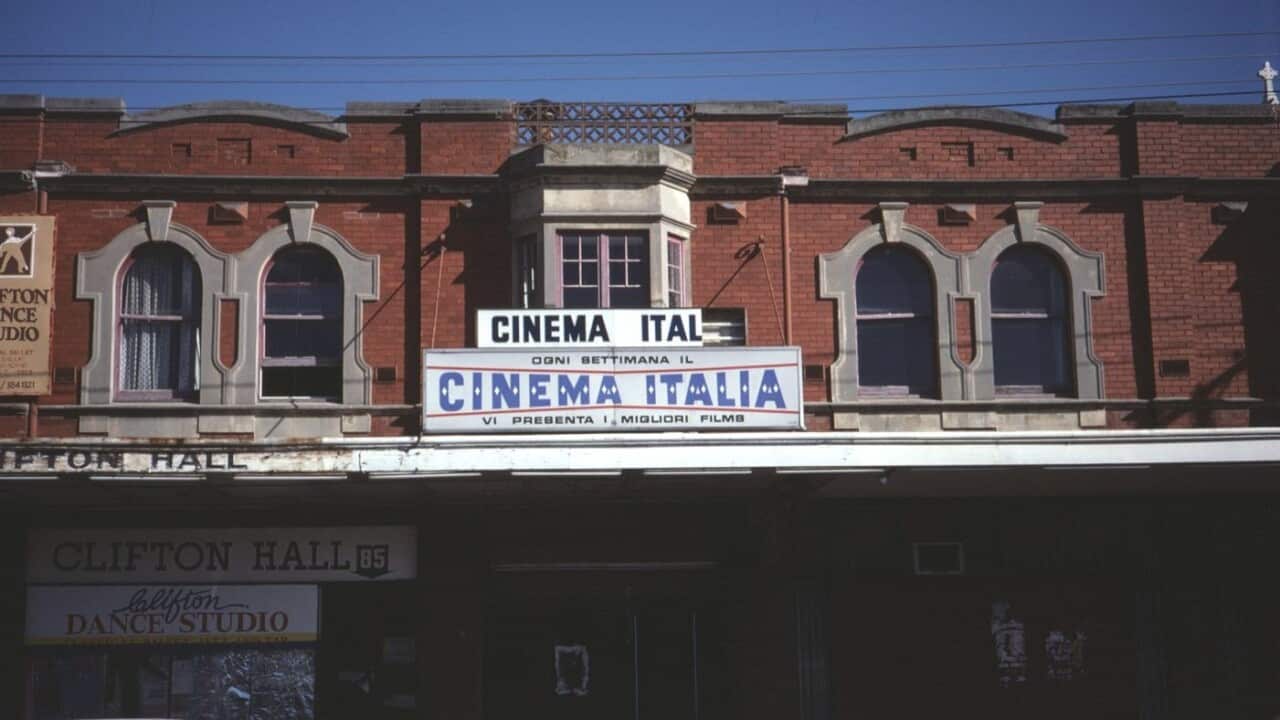 CINEMA ITAL
OGNI SETTIMANA IL
CINEMA ITALIA
VI PRESENTA I MIGLIORI FILMS
FTON
NCE
UDIO
HALL
CLIFTON HALL 85
Clifton
DANCE STUDIO